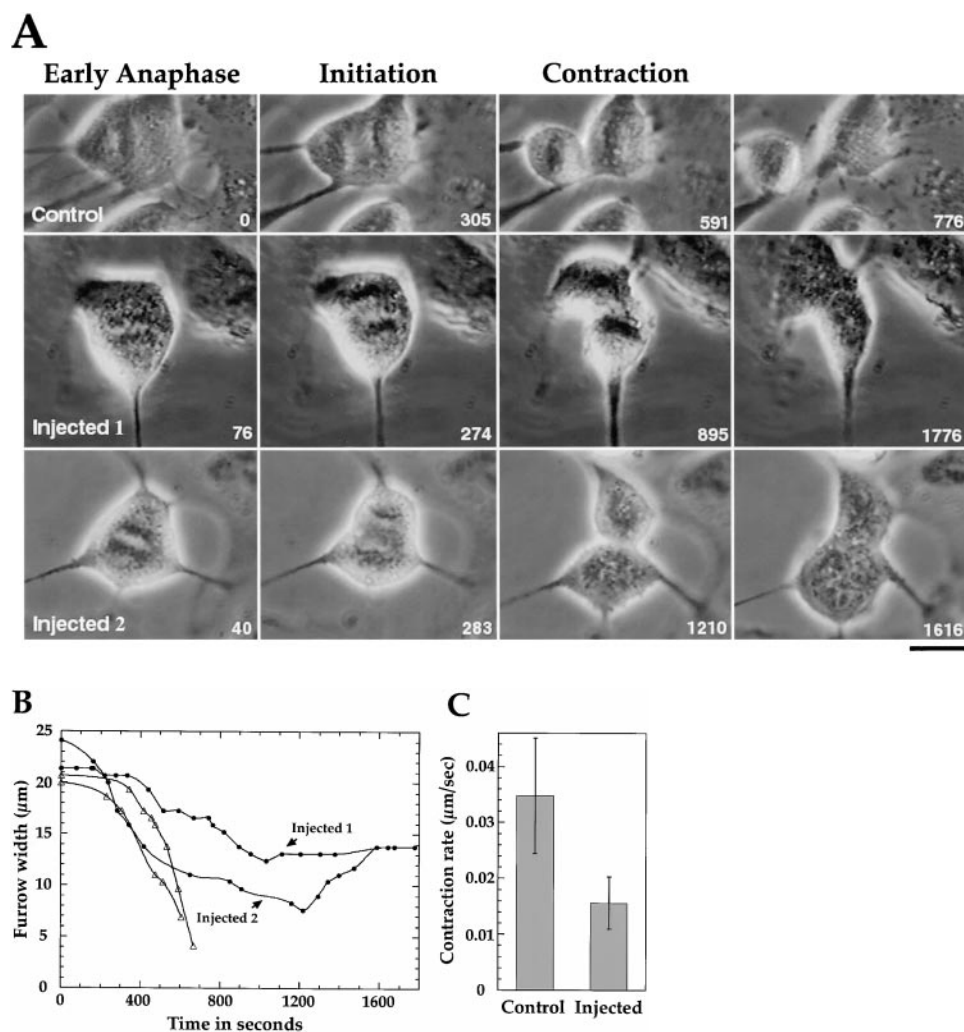 A
Early Anaphase Initiation Contraction
Control 0 305 591 776
Injected 1 76 274 895 1776
Injected 2 40 283 1210 1616
B
25
20
15
10
5
0
Furrow width (µm)
Injected 1
Injected 2
0 400 800 1200 1600
Time in seconds
C
0.04
0.03
0.02
0.01
0
Contraction rate (µm/sec)
Control Injected